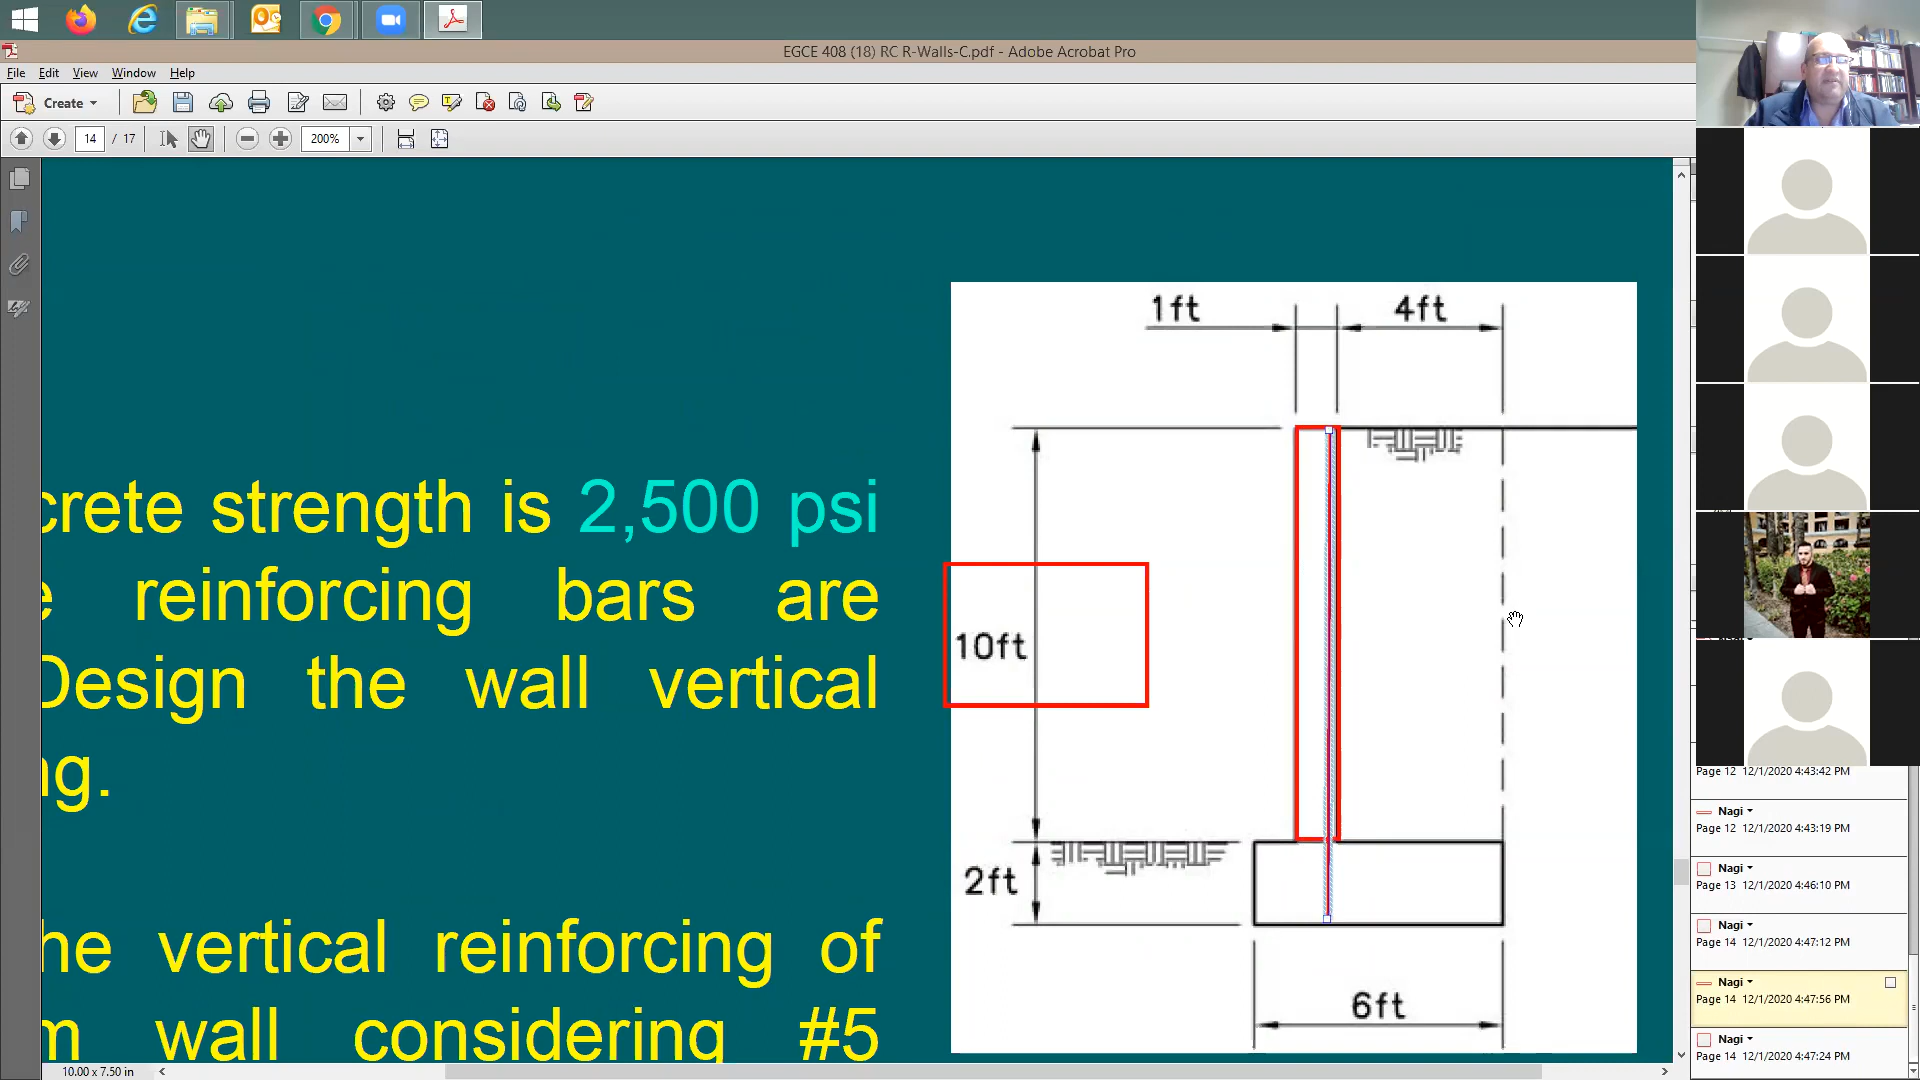 EGCE 408 (18) RC R-Walls-C.pdf - Adobe Acrobat Pro
File Edit View Window Help
Create
14 / 17 200%
1ft 4ft
crete strength is 2,500 psi
reinforcing bars are
10ft
Design the wall vertical
ng.
2ft
he vertical reinforcing of
m wall considering #5
6ft
10.00 x 7.50 in
Page 12 12/1/2020 4:43:42 PM
Nagi
Page 12 12/1/2020 4:43:19 PM
Nagi
Page 13 12/1/2020 4:46:10 PM
Nagi
Page 14 12/1/2020 4:47:12 PM
Nagi
Page 14 12/1/2020 4:47:56 PM
Nagi
Page 14 12/1/2020 4:47:24 PM